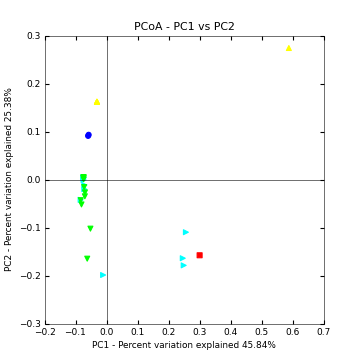 PCoA - PC1 vs PC2
0.3
0.2
0.1
0.0
−0.1
−0.2
−0.3
PC2 - Percent variation explained 25.38%
−0.2 −0.1 0.0 0.1 0.2 0.3 0.4 0.5 0.6 0.7
PC1 - Percent variation explained 45.84%